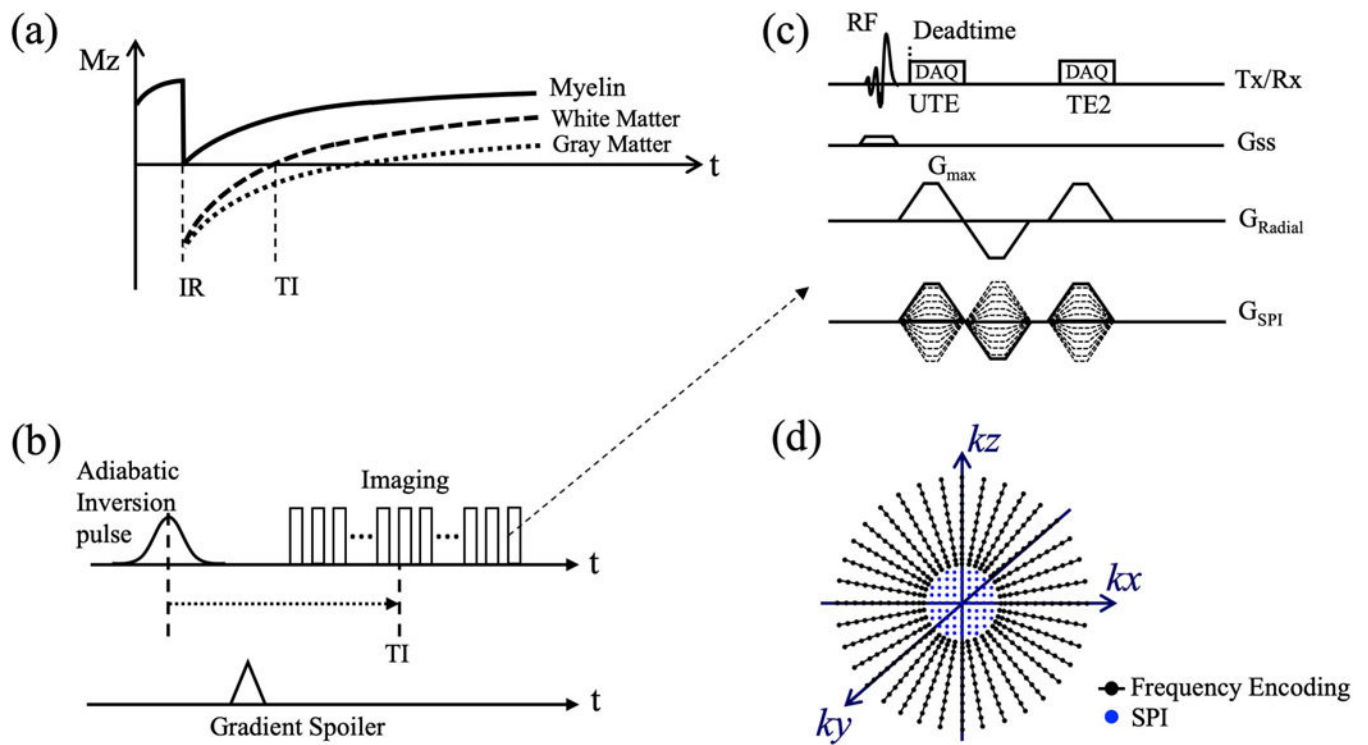 (a)
Mz
Myelin
White Matter
Gray Matter
t
IR
TI
(b)
Adiabatic
Inversion
pulse
Imaging
t
TI
t
Gradient Spoiler
(c)
RF
Deadtime
DAQ
DAQ
Tx/Rx
UTE
TE2
Gss
Gmax
GRadial
GSPI
(d)
kz
kx
ky
Frequency Encoding
SPI